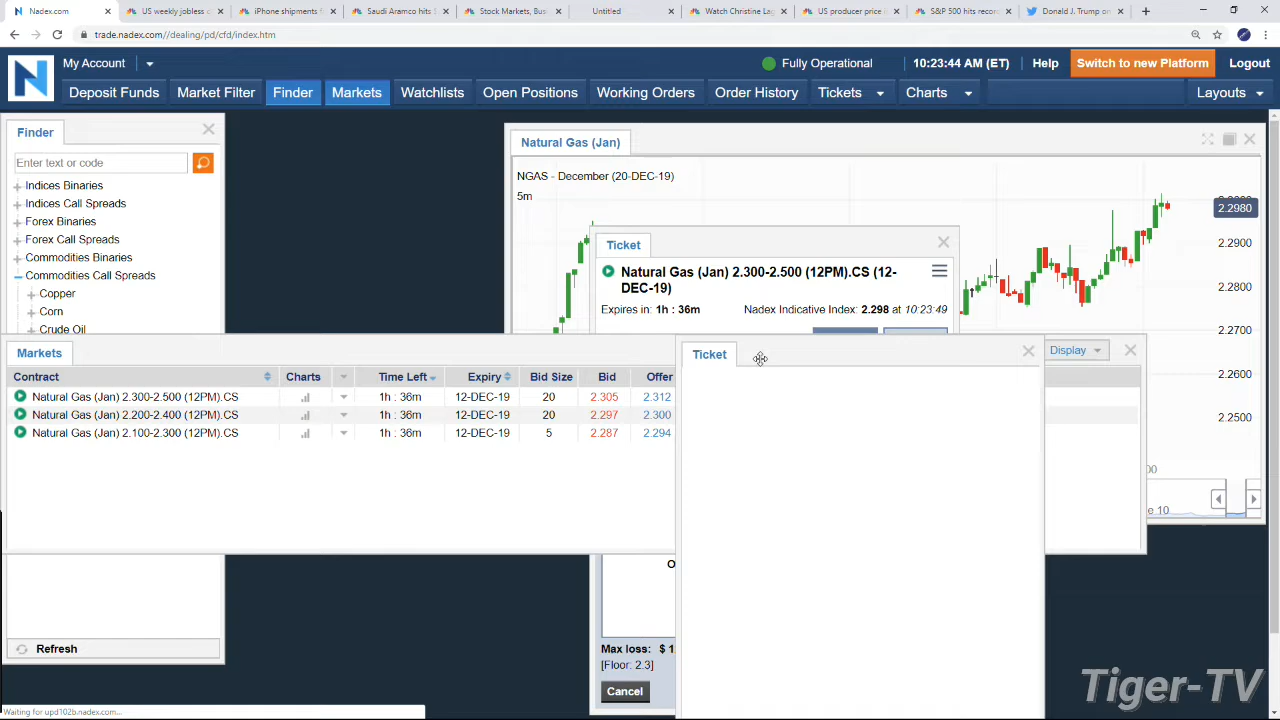 Nadex.com
US weekly jobless c
iPhone shipments f
Saudi Aramco hits
Stock Markets, Bus
Untitled
Watch Christine Lag
US producer price i
S&P 500 hits recor
Donald J. Trump on
trade.nadex.com/dealing/pd/cfd/index.htm
N
My Account
Fully Operational
10:23:44 AM (ET)
Help
Switch to new Platform
Logout
Deposit Funds
Market Filter
Finder
Markets
Watchlists
Open Positions
Working Orders
Order History
Tickets
Charts
Layouts
Finder
Enter text or code
Indices Binaries
Indices Call Spreads
Forex Binaries
Forex Call Spreads
Commodities Binaries
Commodities Call Spreads
Copper
Corn
Crude Oil
Refresh
Natural Gas (Jan)
NGAS - December (20-DEC-19)
5m
2.2980
2.2900
2.2800
2.2700
2.2600
2.2500
Ticket
Natural Gas (Jan) 2.300-2.500 (12PM).CS (12-
DEC-19)
Expires in: 1h : 36m
Nadex Indicative Index: 2.298 at 10:23:49
Markets
Display
Contract Charts Time Left Expiry Bid Size Bid Offer
Natural Gas (Jan) 2.300-2.500 (12PM).CS 1h : 36m 12-DEC-19 20 2.305 2.312
Natural Gas (Jan) 2.200-2.400 (12PM).CS 1h : 36m 12-DEC-19 20 2.297 2.300
Natural Gas (Jan) 2.100-2.300 (12PM).CS 1h : 36m 12-DEC-19 5 2.287 2.294
Ticket
00
e 10
O
Max loss: $ 1
[Floor: 2.3]
Cancel
Waiting for upd102b.nadex.com...
Tiger-TV